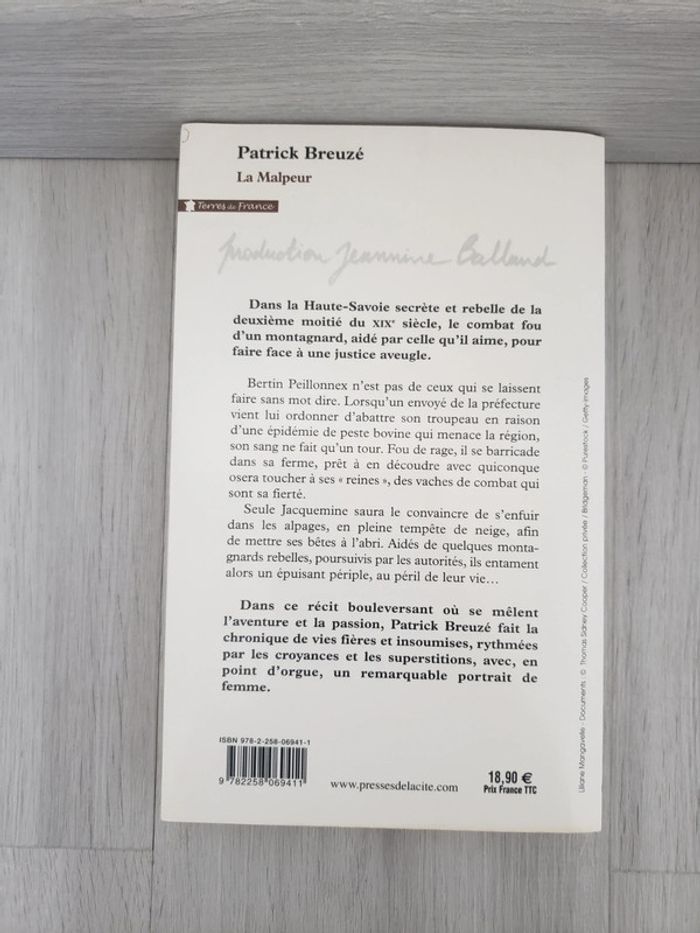 Patrick Breuzé
La Malpeur
Terres de France
production Jeannine Balland
Dans la Haute-Savoie secrète et rebelle de la
deuxième moitié du XIXe siècle, le combat fou
d'un montagnard, aidé par celle qu'il aime, pour
faire face à une justice aveugle.
Bertin Peillonnex n'est pas de ceux qui se laissent
faire sans mot dire. Lorsqu'un envoyé de la préfecture
vient lui ordonner d'abattre son troupeau en raison
d'une épidémie de peste bovine qui menace la région,
son sang ne fait qu'un tour. Fou de rage, il se barricade
dans sa ferme, prêt à en découdre avec quiconque
osera toucher à ses « reines », des vaches de combat qui
sont sa fierté.
Seule Jacquemine saura le convaincre de s'enfuir
dans les alpages, en pleine tempête de neige, afin
de mettre ses bêtes à l'abri. Aidés de quelques monta-
gnards rebelles, poursuivis par les autorités, ils entament
alors un épuisant périple, au péril de leur vie…
Dans ce récit bouleversant où se mêlent
l'aventure et la passion, Patrick Breuzé fait la
chronique de vies fières et insoumises, rythmées
par les croyances et les superstitions, avec, en
point d'orgue, un remarquable portrait de
femme.
ISBN 978-2-258-06941-1
9 782258 069411
www.pressesdelacite.com
18,90 €
Prix France TTC
Liliane Mangavelle - Documents : © Thomas Sidney Cooper / Collection privée / Bridgeman - © Purestock / Getty-Images